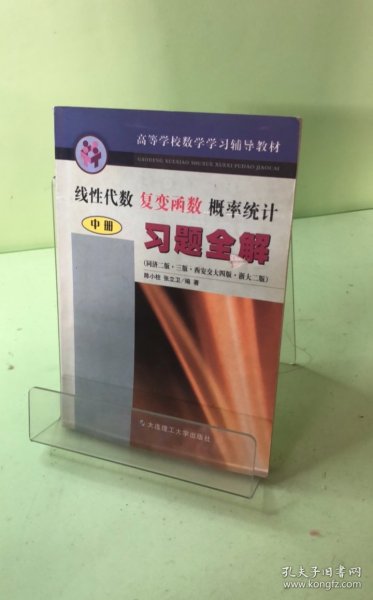 高等学校数学学习辅导教材
GAODENG XUEXIAO SHUXUE XUEXI FUDAO JIAOCAI
线性代数 复变函数 概率统计
中册
习题全解
(同济二版·三版·西安交大四版·浙大二版)
陈小柱 张立卫/编 著
大连理工大学出版社
孔夫子旧书网
www.kongfz.com